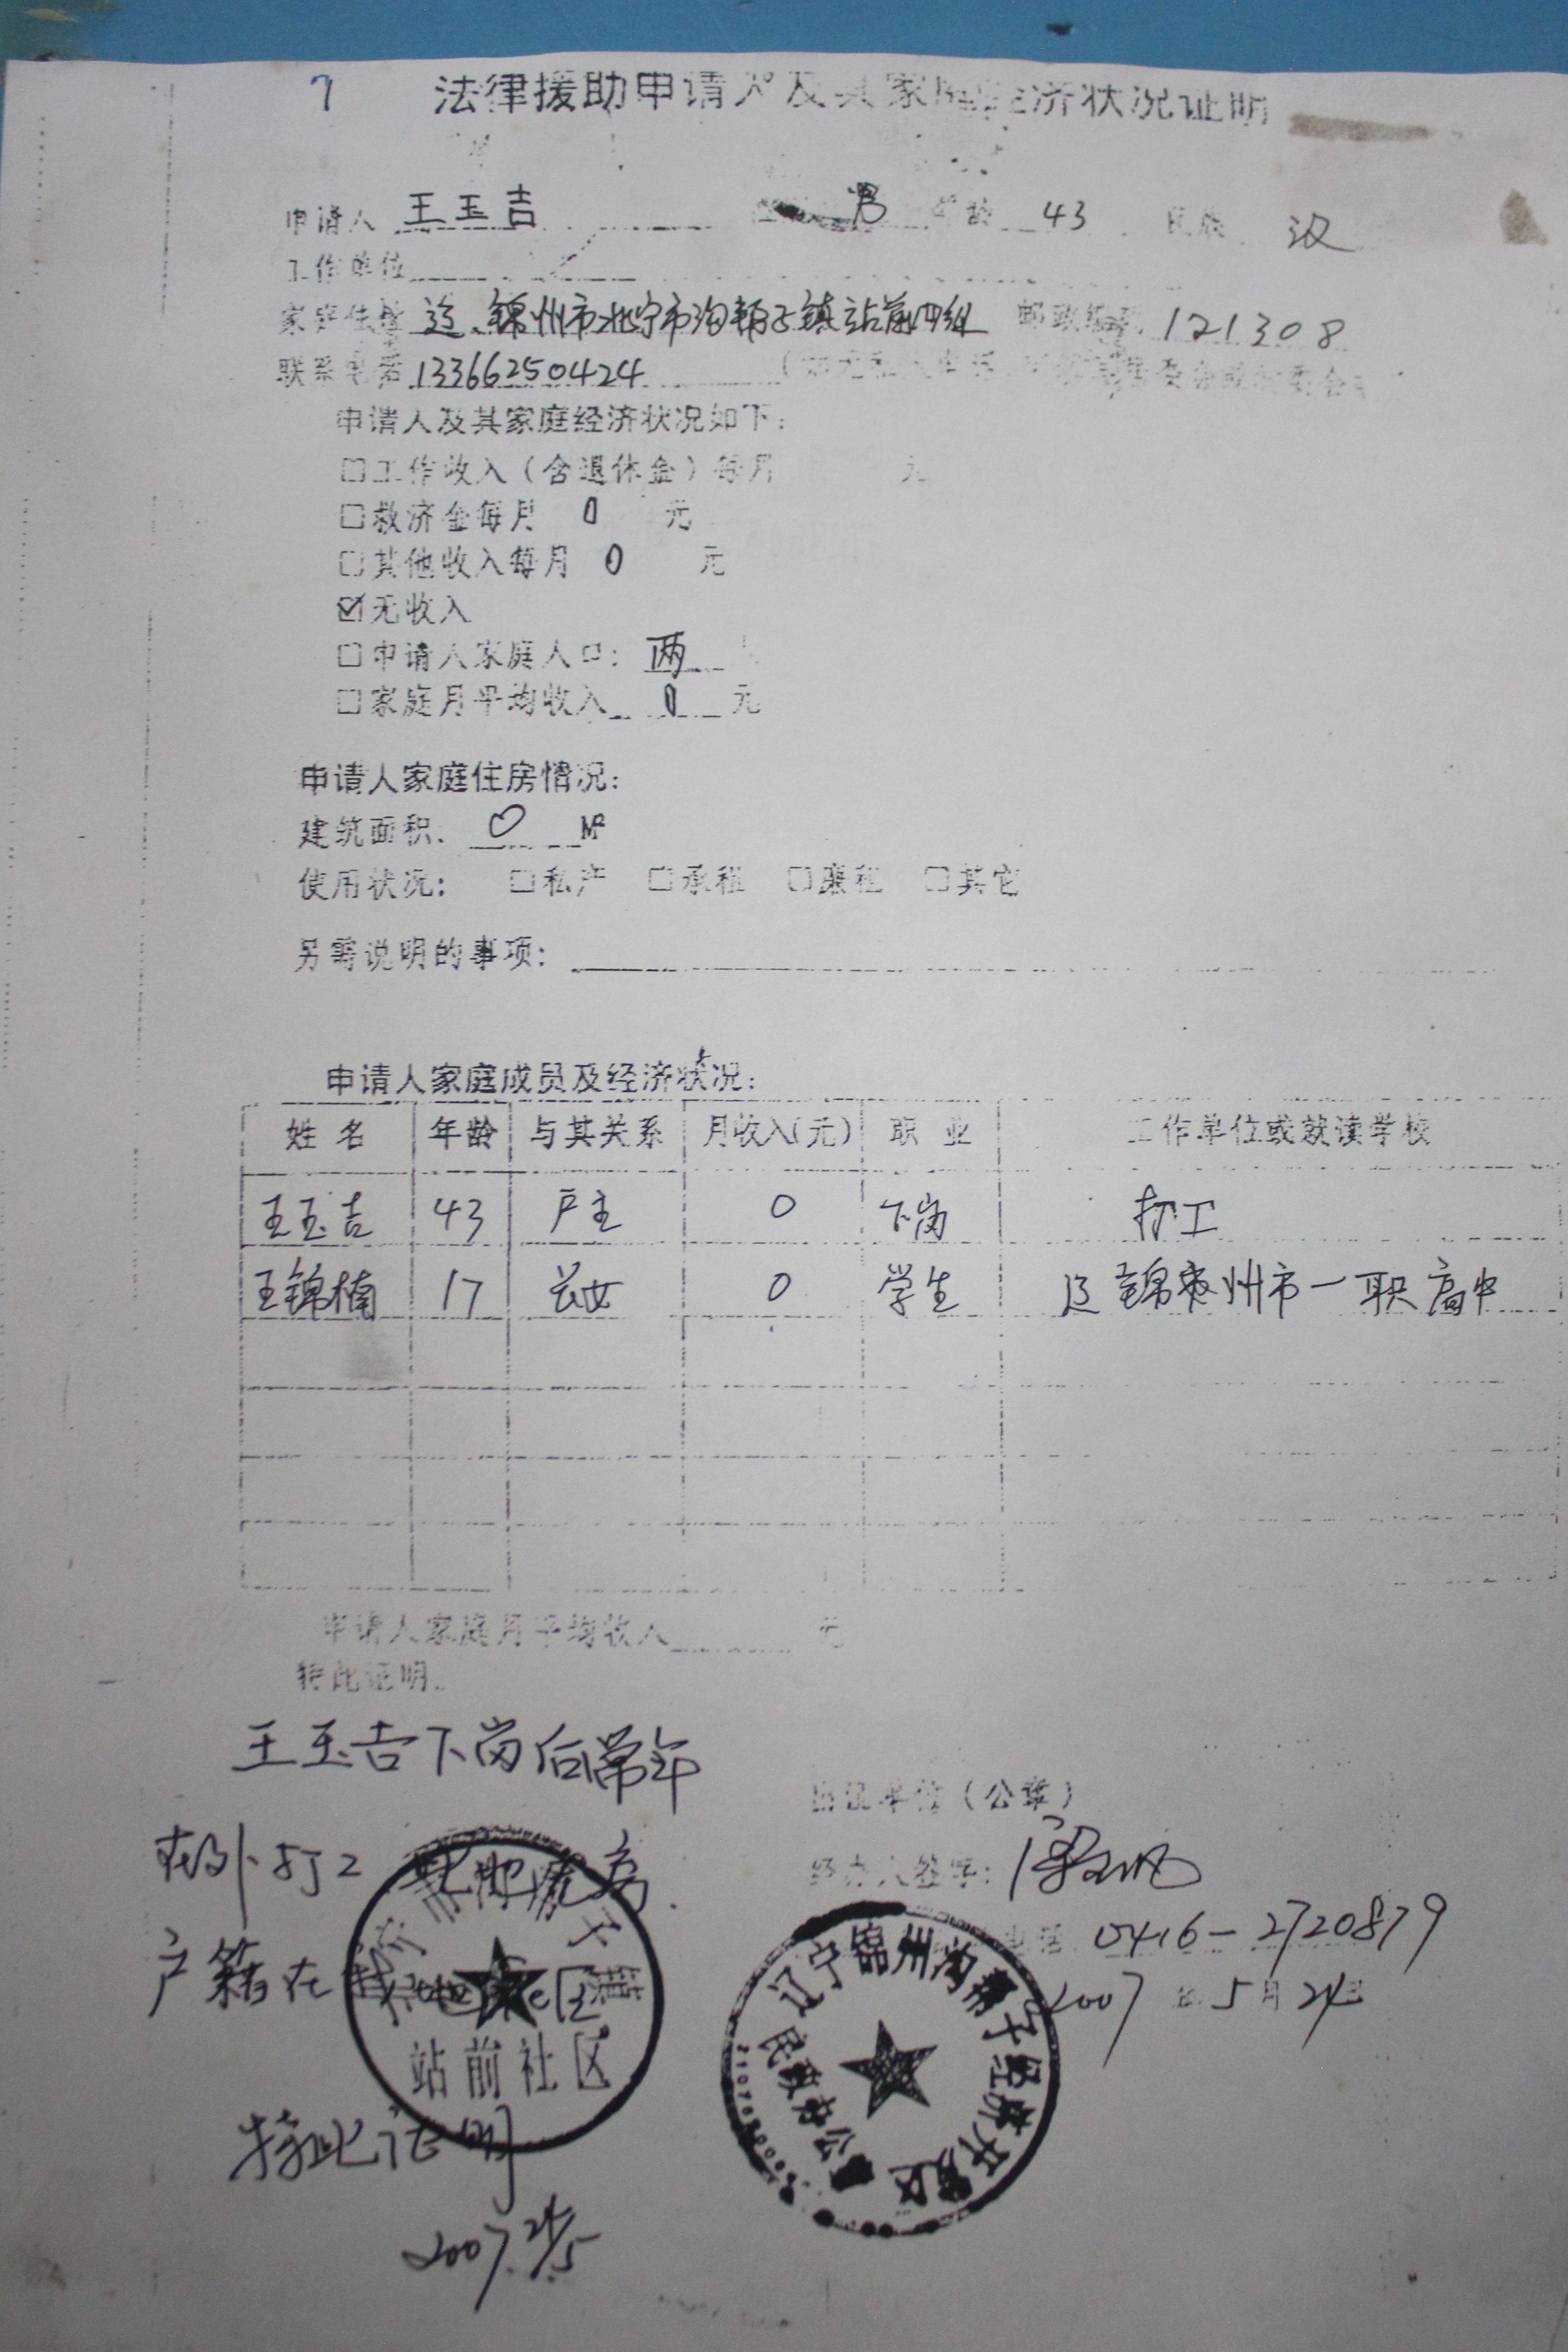 7 法律援助申请人及其家庭经济状况证明
申请人 王玉吉 男 年龄 43 民族 汉
工作单位
家庭住址 辽、锦州市北宁市沟帮子镇站前四组 邮政编码 121308
联系电话 13366250424
申请人及其家庭经济状况如下:
□工作收入(含退休金)每月 元
□救济金每月 0 元
□其他收入每月 0 元
☑无收入
□申请人家庭人口: 两
□家庭月平均收入 0 元
申请人家庭住房情况:
建筑面积、 0 M²
使用状况: □私产 □承租 □廉租 □其它
另需说明的事项:
申请人家庭成员及经济状况:
姓名 年龄 与其关系 月收入(元) 职业 工作单位或就读学校
王玉吉 43 户主 0 下岗 打工
王锦楠 17 长女 0 学生 辽锦州市一职高中
申请人家庭月平均收入 元
特此证明。
王玉吉下岗后常年
在外打工
户籍在
特此证明
2007.24/5
出证单位(公章)
经办人签字:
电话 0416-2720879
2007 年 5 月 24 日
站前社区
辽宁锦州沟帮子经济开发区
民政办公